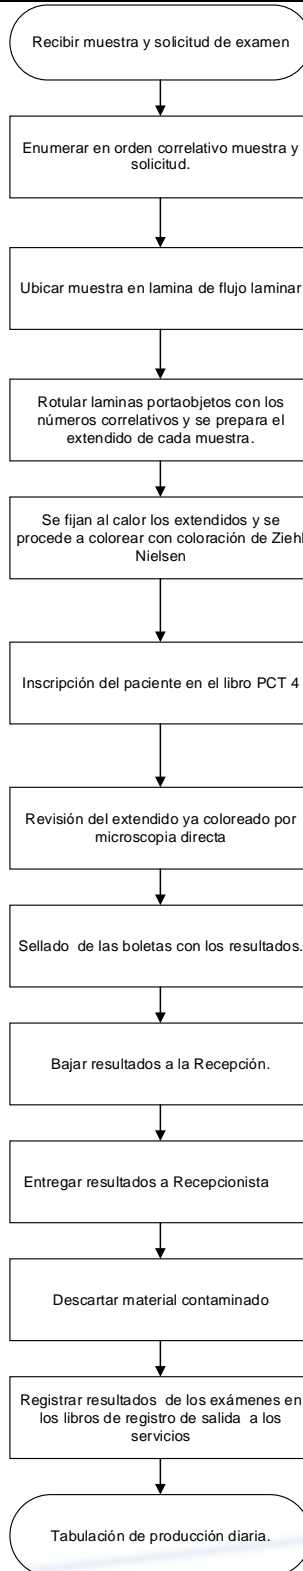 Recibir muestra y solicitud de examen
Enumerar en orden correlativo muestra y
solicitud.
Ubicar muestra en lamina de flujo laminar
Rotular laminas portaobjetos con los
números correlativos y se prepara el
extendido de cada muestra.
Se fijan al calor los extendidos y se
procede a colorear con coloración de Ziehl
Nielsen
Inscripción del paciente en el libro PCT 4
Revisión del extendido ya coloreado por
microscopia directa
Sellado de las boletas con los resultados.
Bajar resultados a la Recepción.
Entregar resultados a Recepcionista
Descartar material contaminado
Registrar resultados de los exámenes en
los libros de registro de salida a los
servicios
Tabulación de producción diaria.